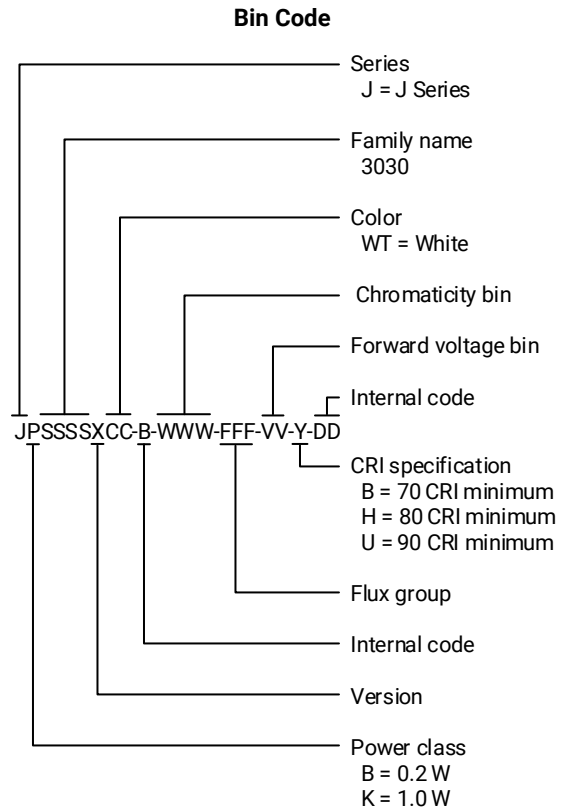 Bin Code
Series
J = J Series
Family name
3030
Color
WT = White
Chromaticity bin
Forward voltage bin
Internal code
JPSSSSXCC-B-WWW-FFF-VV-Y-DD
CRI specification
B = 70 CRI minimum
H = 80 CRI minimum
U = 90 CRI minimum
Flux group
Internal code
Version
Power class
B = 0.2 W
K = 1.0 W